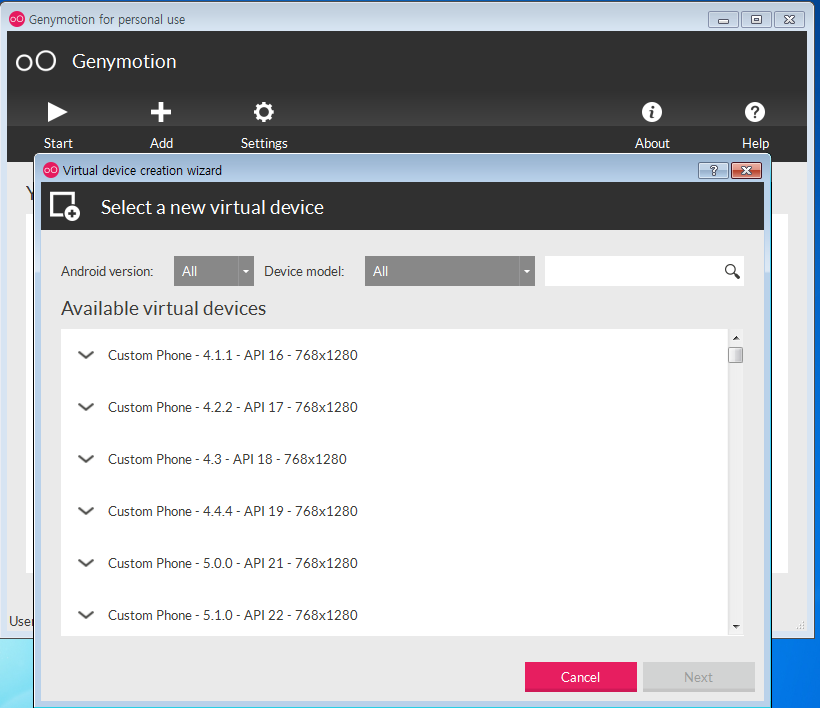 Genymotion for personal use
Genymotion
Start
Add
Settings
About
Help
Virtual device creation wizard
Select a new virtual device
Android version: All Device model: All
Available virtual devices
Custom Phone - 4.1.1 - API 16 - 768x1280
Custom Phone - 4.2.2 - API 17 - 768x1280
Custom Phone - 4.3 - API 18 - 768x1280
Custom Phone - 4.4.4 - API 19 - 768x1280
Custom Phone - 5.0.0 - API 21 - 768x1280
Custom Phone - 5.1.0 - API 22 - 768x1280
Cancel
Next